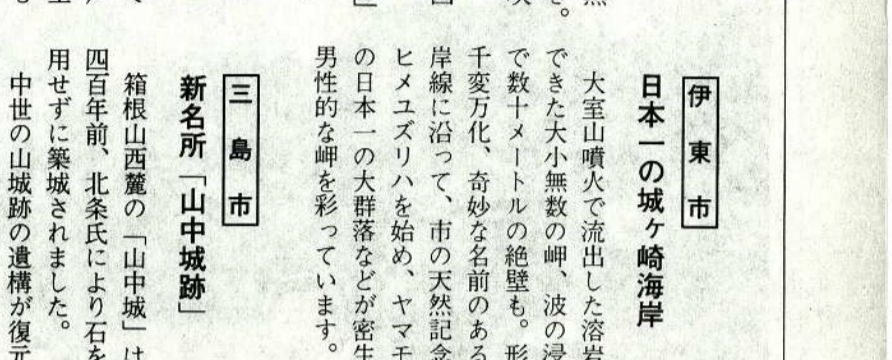 伊東市
日本一の城ヶ崎海岸
大室山噴火で流出した溶岩
できた大小無数の岬、波の浸
で数十メートルの絶壁も。形
千変万化、奇妙な名前のある
岸線に沿って、市の天然記念
ヒメユズリハを始め、ヤマモ
の日本一の大群落などが密生
男性的な岬を彩っています。
三島市
新名所「山中城跡」
箱根山西麓の「山中城」は
四百年前、北条氏により石を
用せずに築城されました。
中世の山城跡の遺構が復元